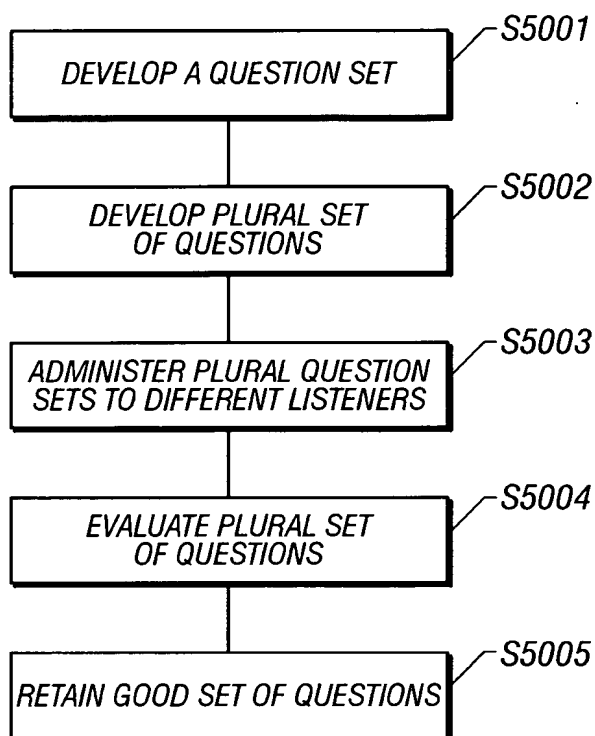 S5001
DEVELOP A QUESTION SET
S5002
DEVELOP PLURAL SET
OF QUESTIONS
S5003
ADMINISTER PLURAL QUESTION
SETS TO DIFFERENT LISTENERS
S5004
EVALUATE PLURAL SET
OF QUESTIONS
S5005
RETAIN GOOD SET OF QUESTIONS